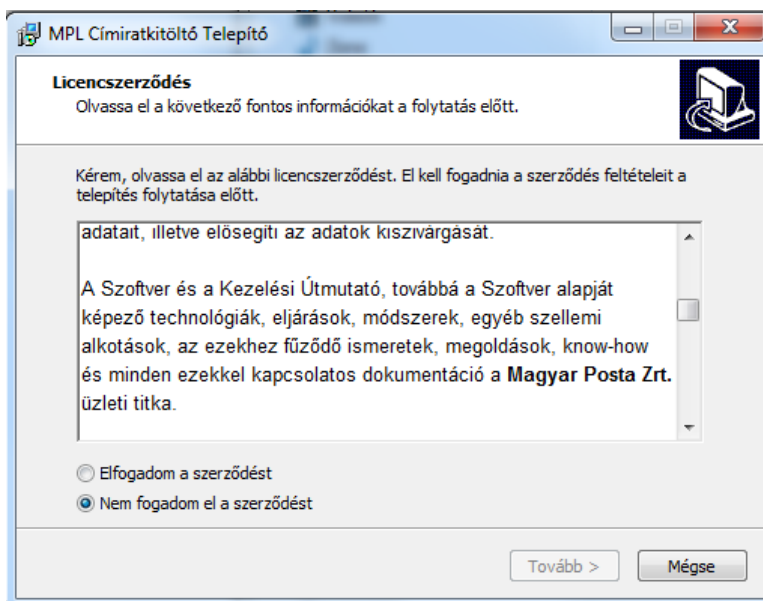 MPL Címiratkitöltő Telepítő
Licencszerződés
Olvassa el a következő fontos információkat a folytatás előtt.
Kérem, olvassa el az alábbi licencszerződést. El kell fogadnia a szerződés feltételeit a
telepítés folytatása előtt.
adatait, illetve elősegíti az adatok kiszivárgását.
A Szoftver és a Kezelési Útmutató, továbbá a Szoftver alapját
képező technológiák, eljárások, módszerek, egyéb szellemi
alkotások, az ezekhez fűződő ismeretek, megoldások, know-how
és minden ezekkel kapcsolatos dokumentáció a Magyar Posta Zrt.
üzleti titka.
Elfogadom a szerződést
Nem fogadom el a szerződést
Tovább >
Mégse